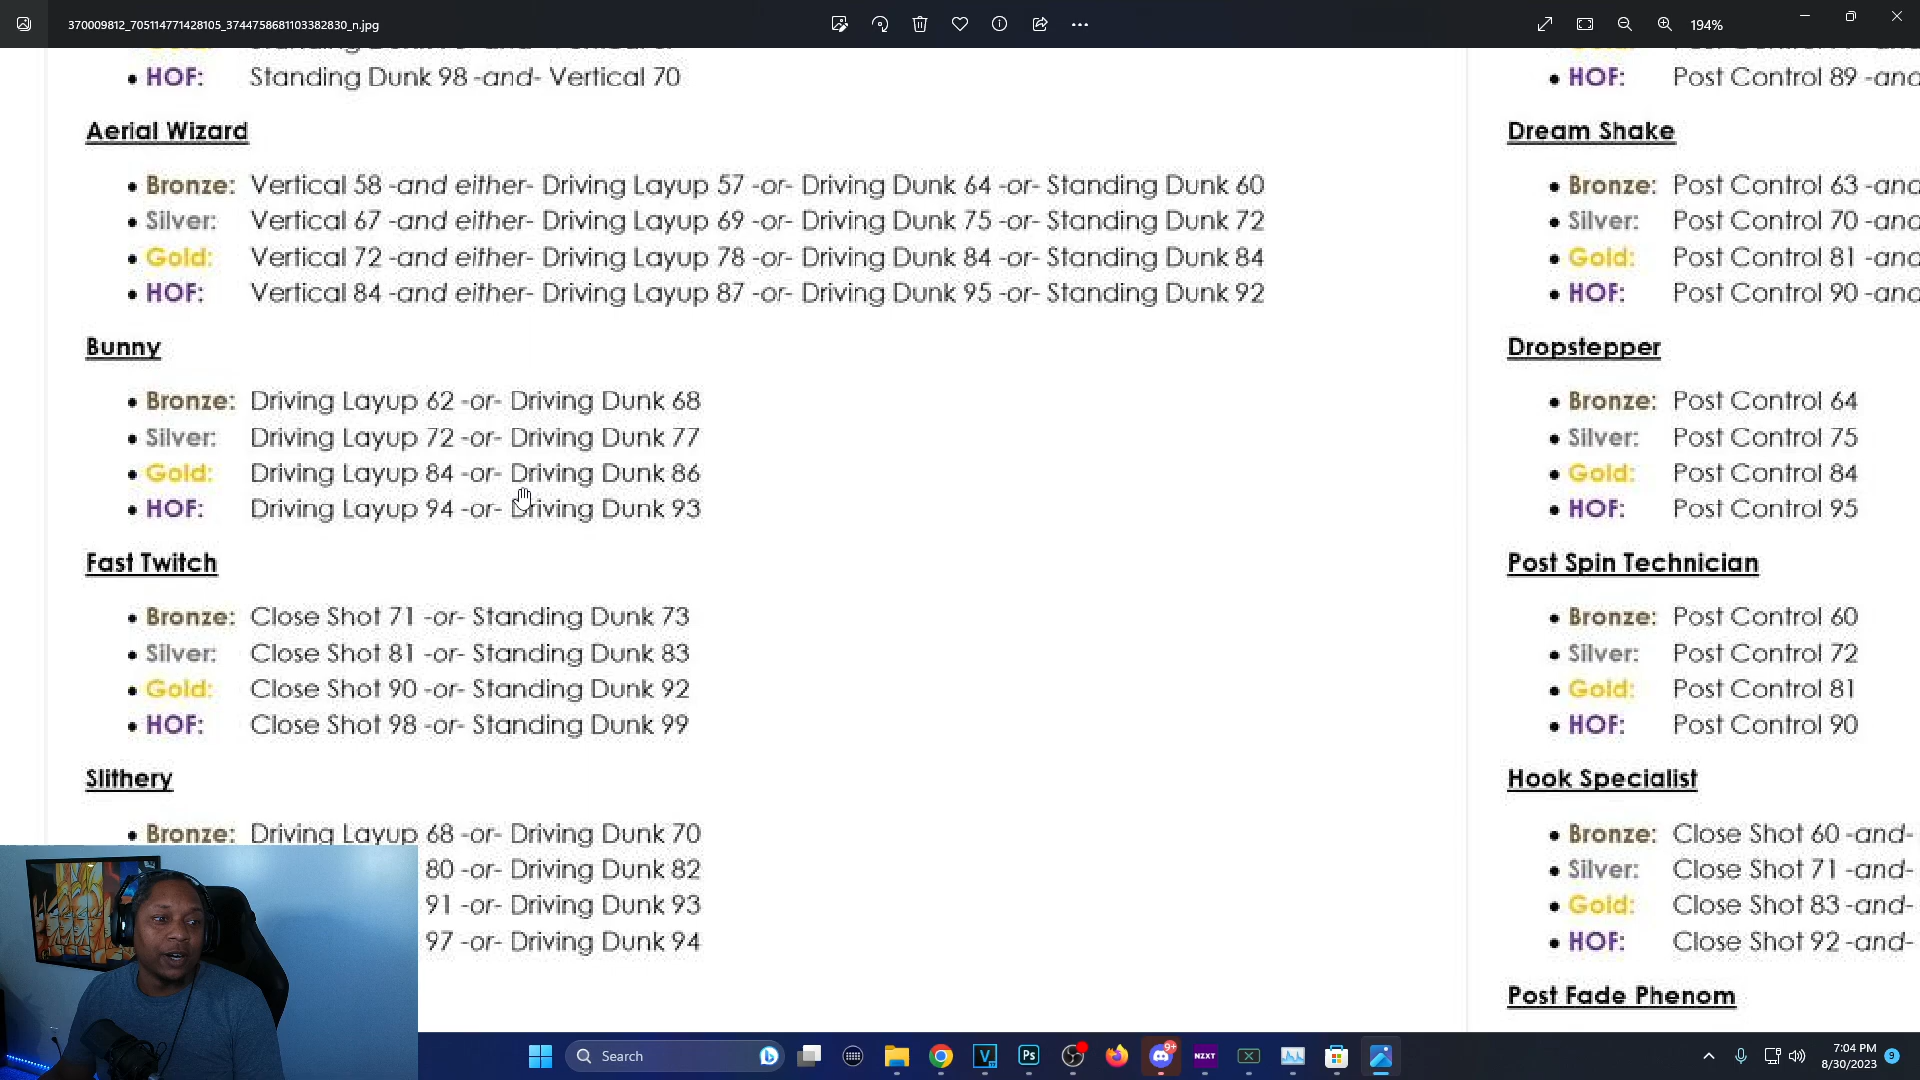 370009812_705114771428105_3744758681103382830_n.jpg
194%
HOF: Standing Dunk 98 -and- Vertical 70
Aerial Wizard
Bronze: Vertical 58 -and either- Driving Layup 57 -or- Driving Dunk 64 -or- Standing Dunk 60
Silver: Vertical 67 -and either- Driving Layup 69 -or- Driving Dunk 75 -or- Standing Dunk 72
Gold: Vertical 72 -and either- Driving Layup 78 -or- Driving Dunk 84 -or- Standing Dunk 84
HOF: Vertical 84 -and either- Driving Layup 87 -or- Driving Dunk 95 -or- Standing Dunk 92
Bunny
Bronze: Driving Layup 62 -or- Driving Dunk 68
Silver: Driving Layup 72 -or- Driving Dunk 77
Gold: Driving Layup 84 -or- Driving Dunk 86
HOF: Driving Layup 94 -or- Driving Dunk 93
Fast Twitch
Bronze: Close Shot 71 -or- Standing Dunk 73
Silver: Close Shot 81 -or- Standing Dunk 83
Gold: Close Shot 90 -or- Standing Dunk 92
HOF: Close Shot 98 -or- Standing Dunk 99
Slithery
Bronze: Driving Layup 68 -or- Driving Dunk 70
80 -or- Driving Dunk 82
91 -or- Driving Dunk 93
97 -or- Driving Dunk 94
HOF: Post Control 89 -and
Dream Shake
Bronze: Post Control 63 -and
Silver: Post Control 70 -and
Gold: Post Control 81 -and
HOF: Post Control 90 -and
Dropstepper
Bronze: Post Control 64
Silver: Post Control 75
Gold: Post Control 84
HOF: Post Control 95
Post Spin Technician
Bronze: Post Control 60
Silver: Post Control 72
Gold: Post Control 81
HOF: Post Control 90
Hook Specialist
Bronze: Close Shot 60 -and-
Silver: Close Shot 71 -and-
Gold: Close Shot 83 -and-
HOF: Close Shot 92 -and-
Post Fade Phenom
Search
V
Ps
9+
NZXT
7:04 PM
8/30/2023
9